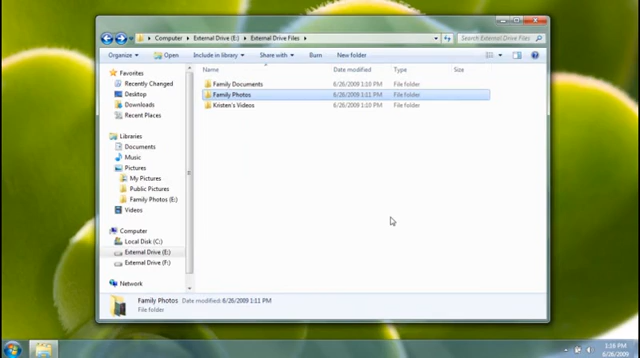 Computer External Drive (E:) External Drive Files
Search External Drive Files
Organize Open Include in library Share with Burn New folder
Name Date modified Type Size
Favorites
Recently Changed
Desktop
Downloads
Recent Places
Libraries
Documents
Music
Pictures
My Pictures
Public Pictures
Family Photos (E:)
Videos
Computer
Local Disk (C:)
External Drive (E:)
External Drive (F:)
Network
Family Documents 6/26/2009 1:10 PM File folder
Family Photos 6/26/2009 1:11 PM File folder
Kristen's Videos 6/26/2009 1:10 PM File folder
Family Photos Date modified: 6/26/2009 1:11 PM
File folder
1:16 PM
6/26/2009